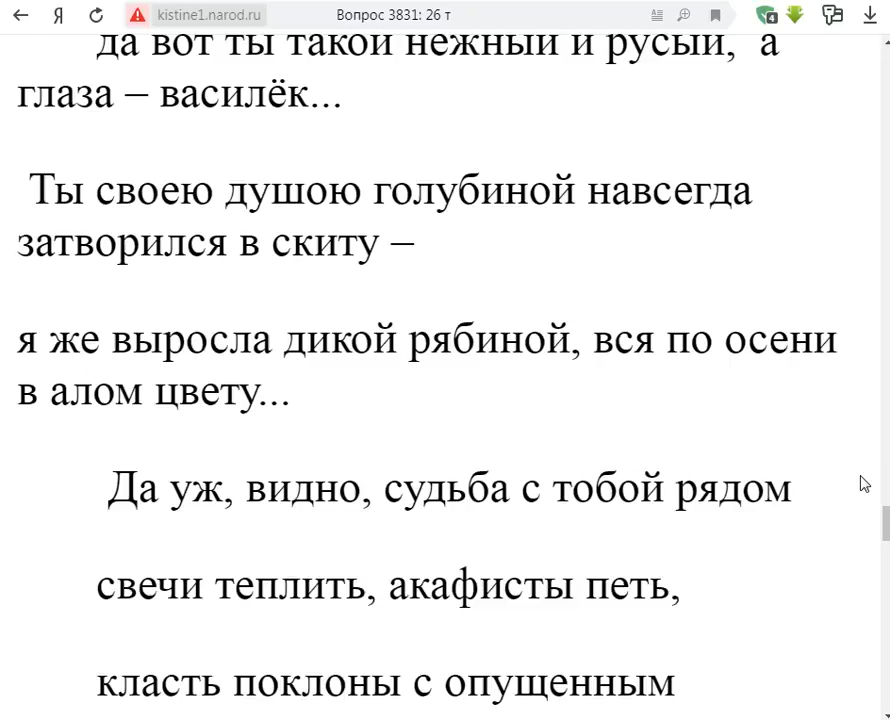 Я kistine1.narod.ru Вопрос 3831: 26 т 4
да вот ты такой нежный и русый, а
глаза – василёк...
Ты своею душою голубиной навсегда
затворился в скиту –
я же выросла дикой рябиной, вся по осени
в алом цвету...
Да уж, видно, судьба с тобой рядом
свечи теплить, акафисты петь,
класть поклоны с опущенным